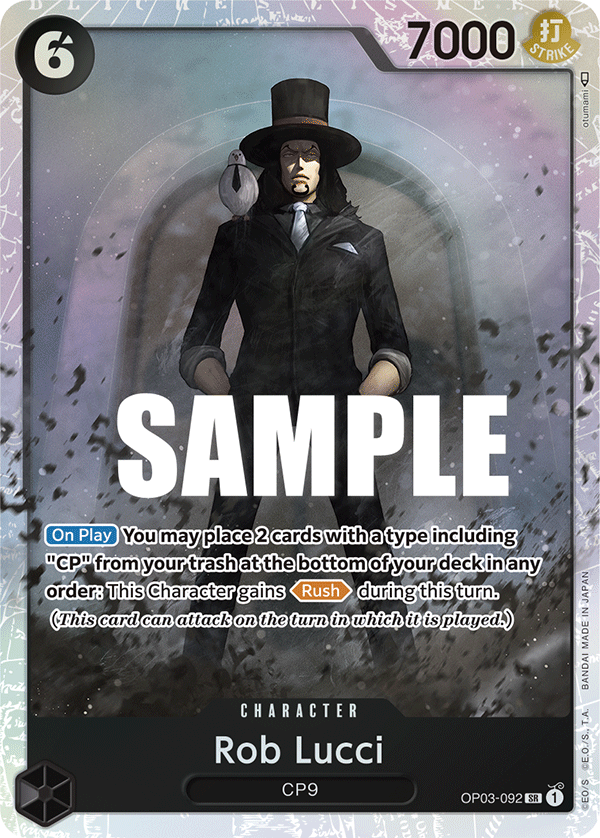 6
7000
打
STRIKE
otumami
SAMPLE
On Play You may place 2 cards with a type including
"CP" from your trash at the bottom of your deck in any
order: This Character gains Rush during this turn.
(This card can attack on the turn in which it is played.)
CHARACTER
Rob Lucci
CP9
OP03-092 SR 1
©EO/S ©E.O./S., T.A. BANDAI MADE IN JAPAN